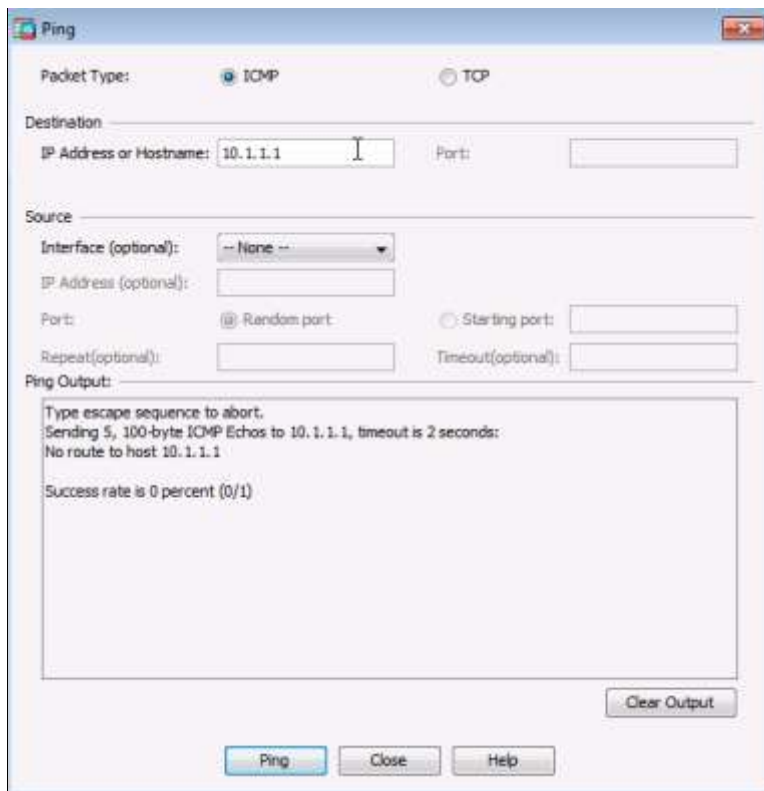 Ping
Packet Type: ICMP TCP
Destination
IP Address or Hostname: 10.1.1.1 Port:
Source
Interface (optional): -- None --
IP Address (optional):
Port: Random port Starting port:
Repeat(optional): Timeout(optional):
Ping Output:
Type escape sequence to abort.
Sending 5, 100-byte ICMP Echos to 10.1.1.1, timeout is 2 seconds:
No route to host 10.1.1.1
Success rate is 0 percent (0/1)
Clear Output
Ping Close Help